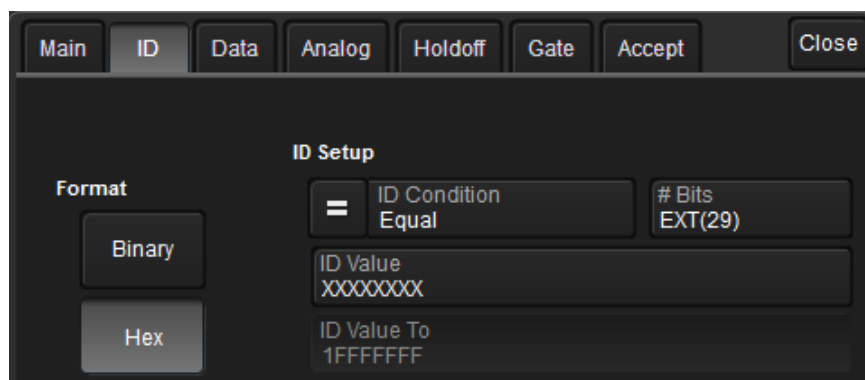 Main ID Data Analog Holdoff Gate Accept Close
ID Setup
Format
= ID Condition
Equal
# Bits
EXT(29)
Binary
ID Value
XXXXXXXX
Hex
ID Value To
1FFFFFFF